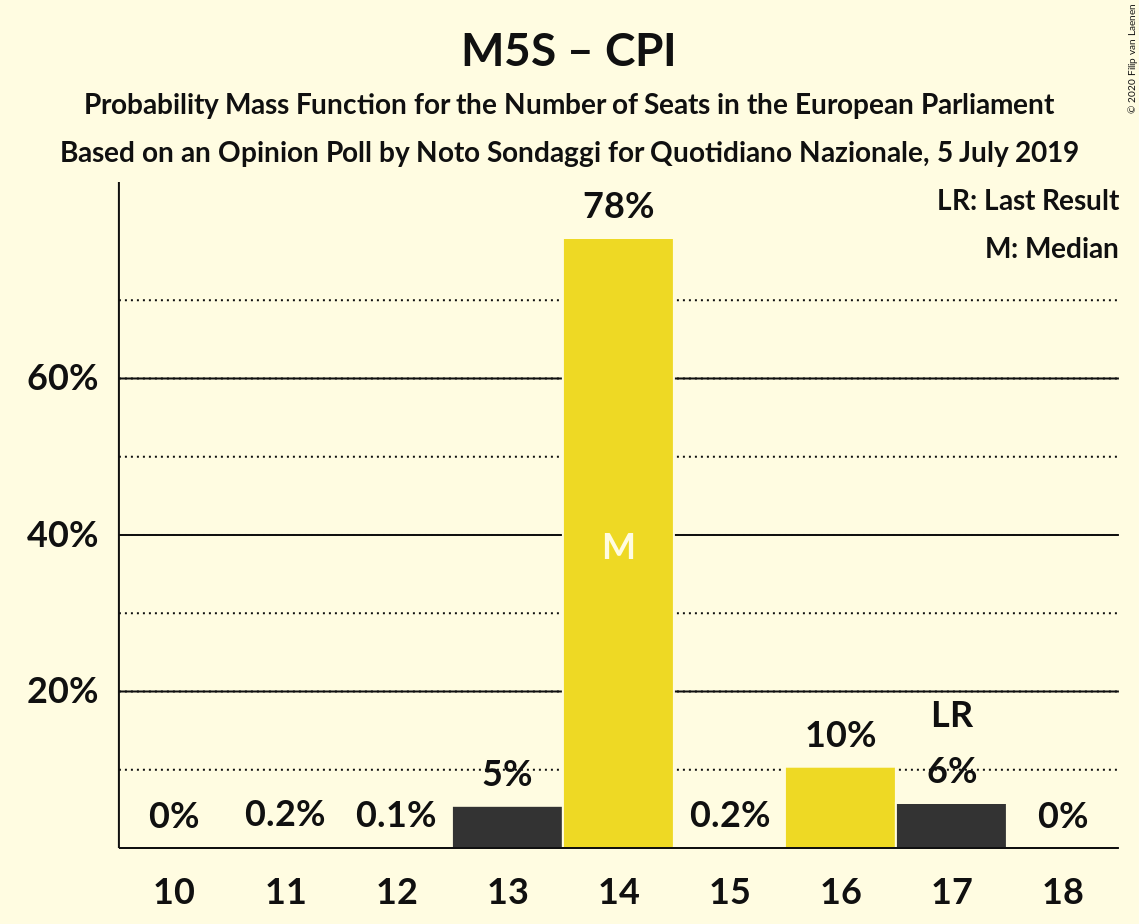 M5S – CPI
Probability Mass Function for the Number of Seats in the European Parliament
Based on an Opinion Poll by Noto Sondaggi for Quotidiano Nazionale, 5 July 2019
© 2020 Filip van Laenen
LR: Last Result
M: Median
78%
60%
40%
20%
M
LR
0%
0.2%
0.1%
5%
0.2%
10%
6%
0%
10 11 12 13 14 15 16 17 18